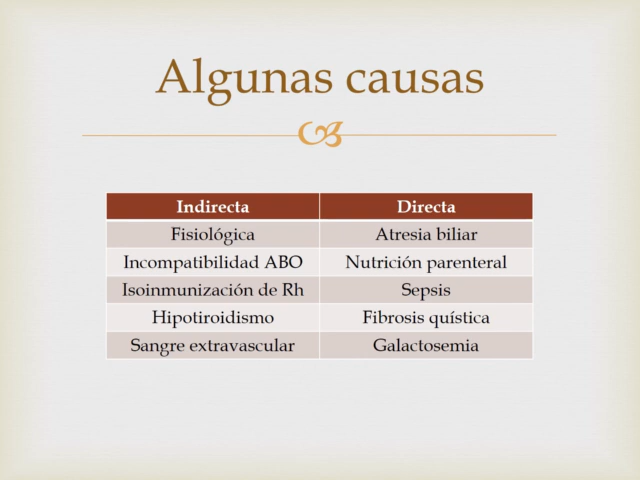 Algunas causas
Indirecta Directa
Fisiológica Atresia biliar
Incompatibilidad ABO Nutrición parenteral
Isoinmunización de Rh Sepsis
Hipotiroidismo Fibrosis quística
Sangre extravascular Galactosemia